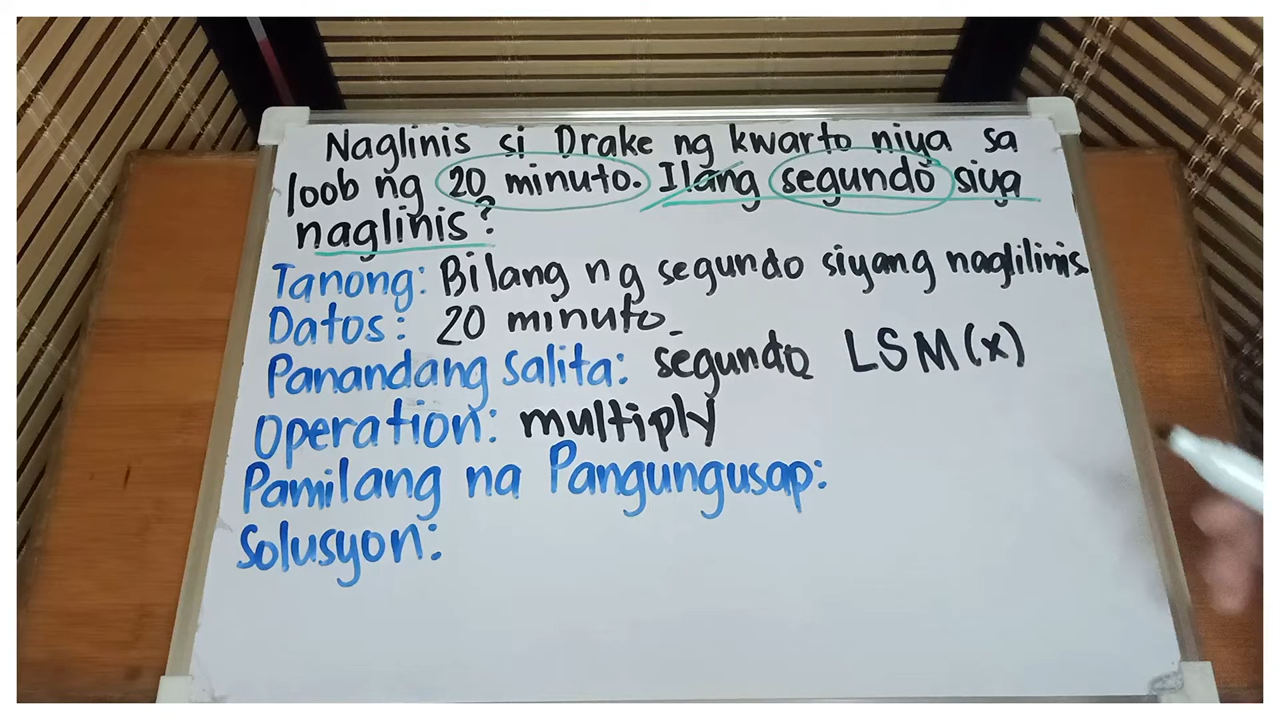 Naglinis si Drake ng kwarto niya sa
loob ng 20 minuto. Ilang segundo siya
naglinis?
Tanong: Bilang ng segundo siyang naglilinis.
Datos: 20 minuto.
Panandang salita: segundo LSM(x)
Operation: multiply
Pamilang na Pangungusap:
Solusyon: